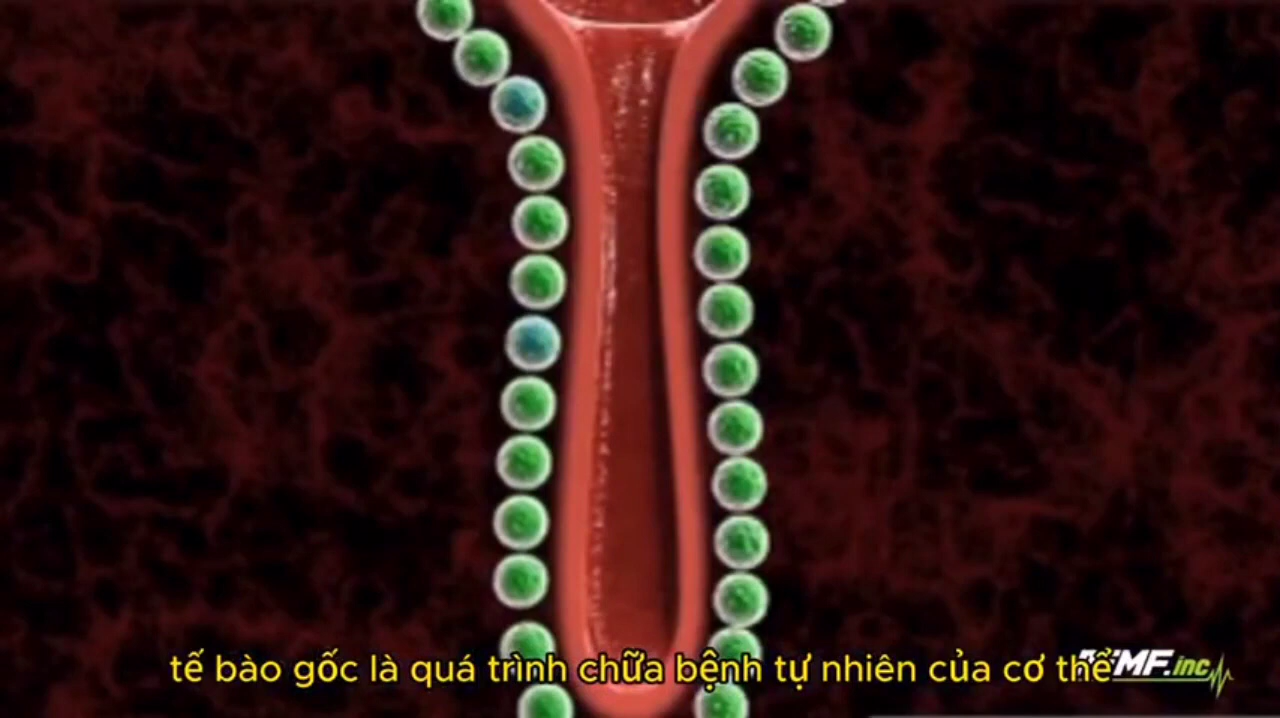 tế bào gốc là quá trình chữa bệnh tự nhiên của cơ thể
MF.inc